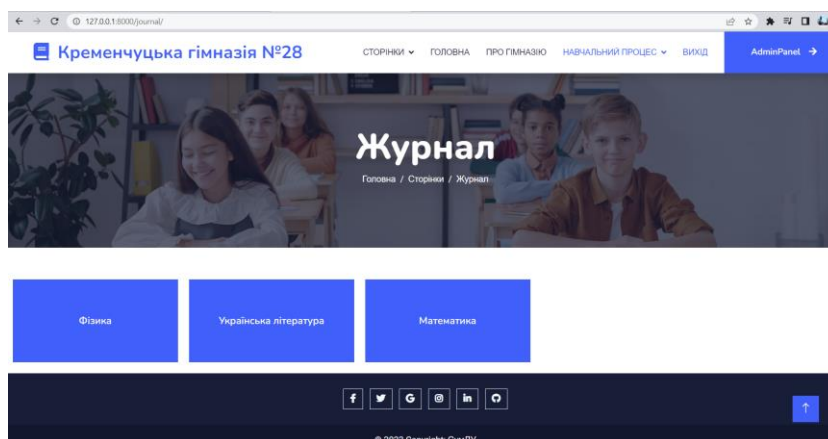 127.0.0.1:8000/journal/
Кременчуцька гімназія №28
СТОРІНКИ
ГОЛОВНА
ПРО ГІМНАЗІЮ
НАВЧАЛЬНИЙ ПРОЦЕС
ВИХІД
AdminPanel
Журнал
Головна / Сторінки / Журнал
Фізика
Українська література
Математика